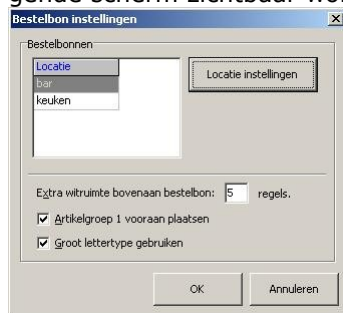 Bestelbon instellingen
Bestelbonnen
Locatie
bar
keuken
Locatie instellingen
Extra witruimte bovenaan bestelbon: 5 regels.
Artikelgroep 1 vooraan plaatsen
Groot lettertype gebruiken
OK Annuleren